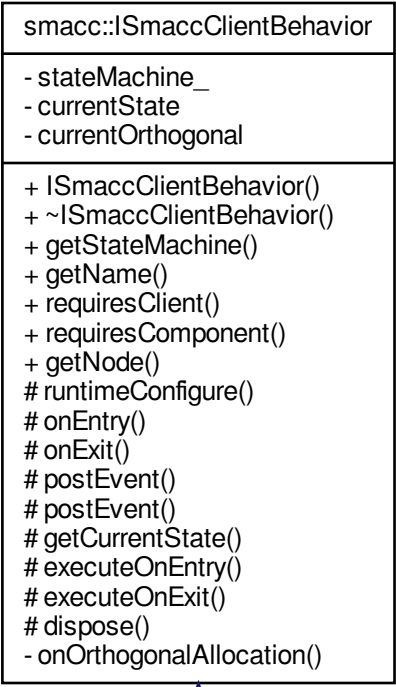 smacc::ISmaccClientBehavior
- stateMachine_
- currentState
- currentOrthogonal
+ ISmaccClientBehavior()
+ ~ISmaccClientBehavior()
+ getStateMachine()
+ getName()
+ requiresClient()
+ requiresComponent()
+ getNode()
# runtimeConfigure()
# onEntry()
# onExit()
# postEvent()
# postEvent()
# getCurrentState()
# executeOnEntry()
# executeOnExit()
# dispose()
- onOrthogonalAllocation()